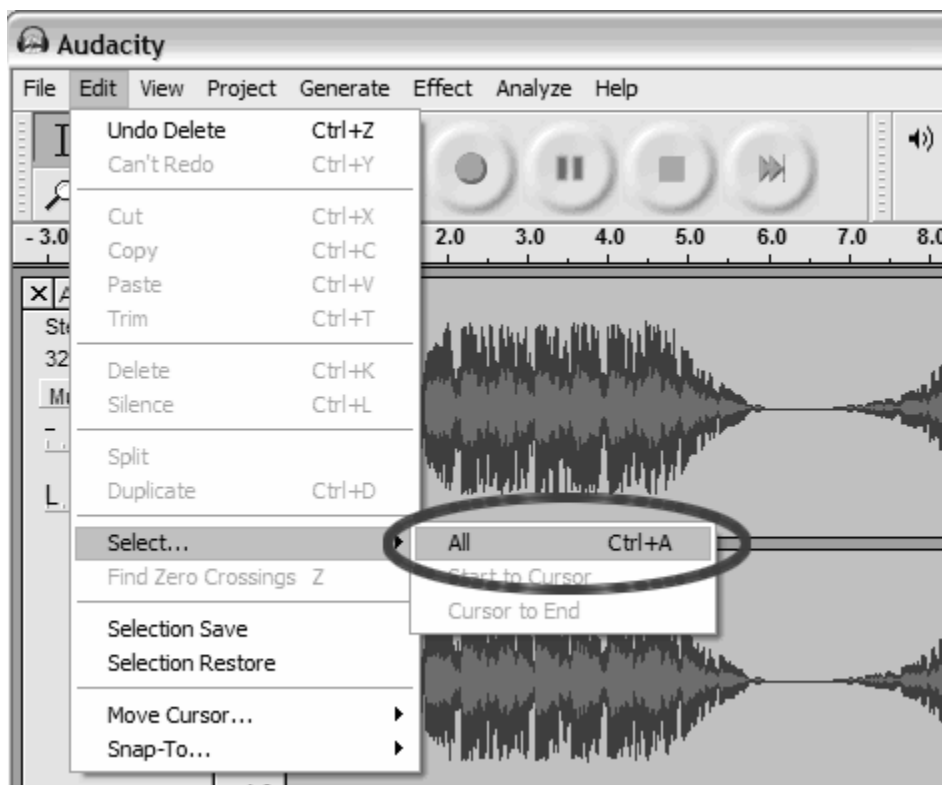 Audacity
File Edit View Project Generate Effect Analyze Help
Undo Delete Ctrl+Z
Can't Redo Ctrl+Y
Cut Ctrl+X
- 3.0 2.0 3.0 4.0 5.0 6.0 7.0 8.0
Copy Ctrl+C
Paste Ctrl+V
Trim Ctrl+T
Delete Ctrl+K
Silence Ctrl+L
Split
Duplicate Ctrl+D
L
Select... All Ctrl+A
Find Zero Crossings Z Start to Cursor
Cursor to End
Selection Save
Selection Restore
Move Cursor...
Snap-To...